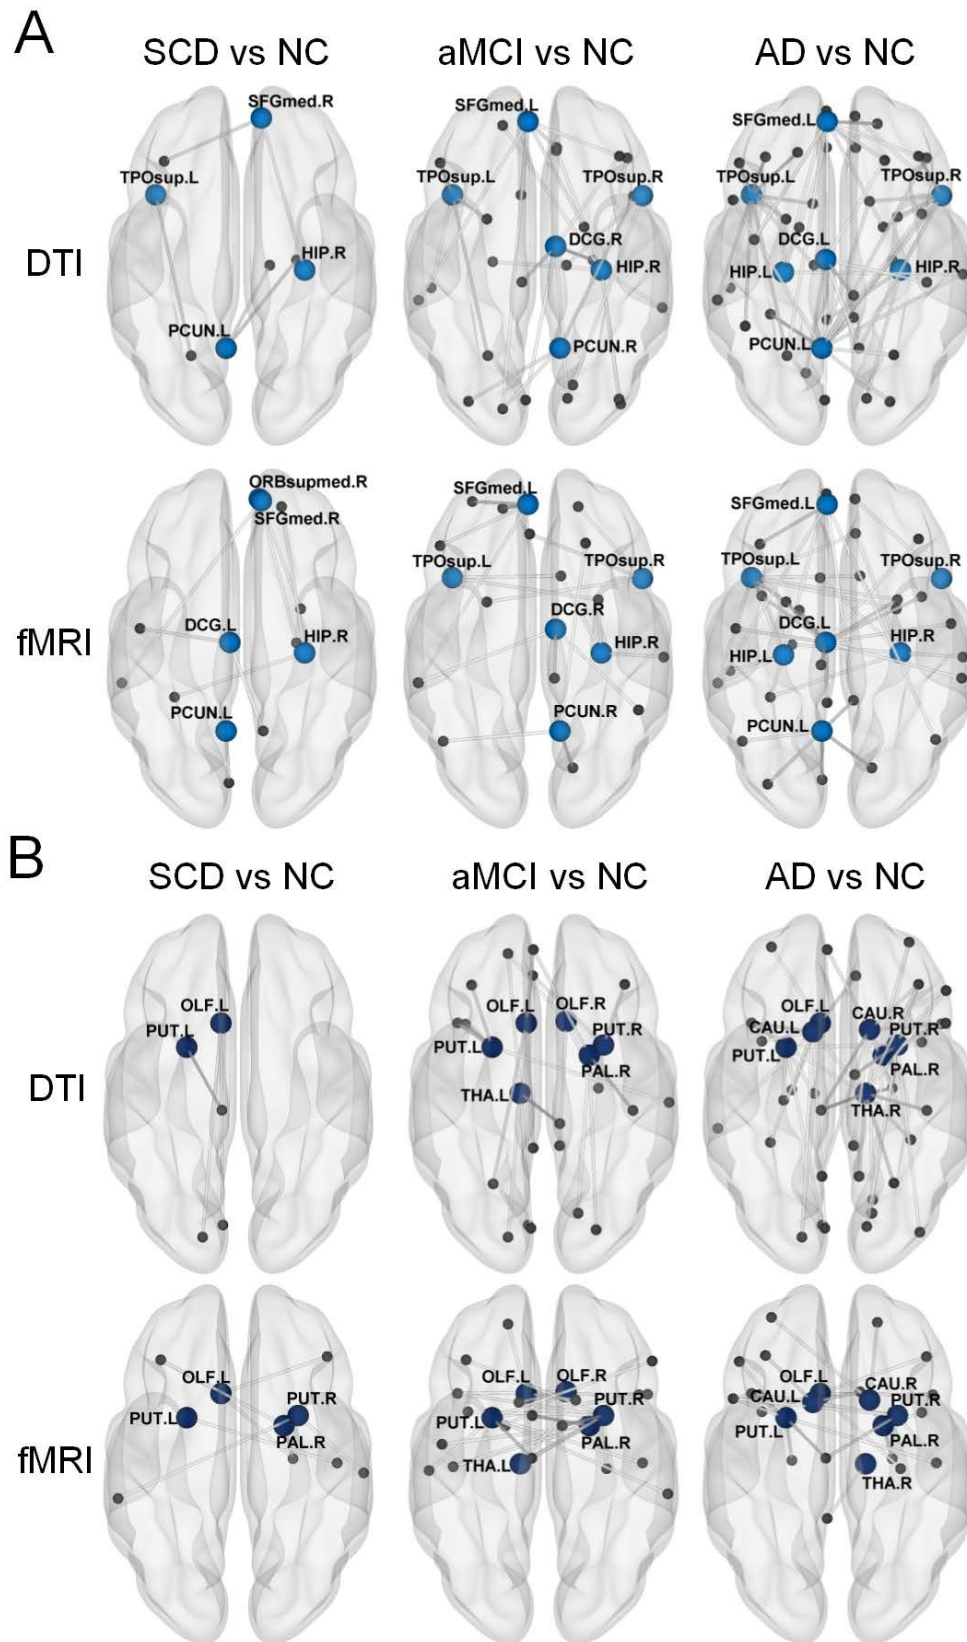 A
SCD vs NC
aMCI vs NC
AD vs NC
DTI
SFGmed.R
TPOsup.L
HIP.R
PCUN.L
SFGmed.L
TPOsup.L
TPOsup.R
DCG.R
HIP.R
PCUN.R
SFGmed.L
TPOsup.L
TPOsup.R
DCG.L
HIP.L
HIP.R
PCUN.L
fMRI
ORBsupmed.R
SFGmed.R
DCG.L
HIP.R
PCUN.L
SFGmed.L
TPOsup.L
TPOsup.R
DCG.R
HIP.R
PCUN.R
SFGmed.L
TPOsup.L
TPOsup.R
DCG.L
HIP.L
HIP.R
PCUN.L
B
SCD vs NC
aMCI vs NC
AD vs NC
DTI
OLF.L
PUT.L
OLF.L
OLF.R
PUT.L
PUT.R
PAL.R
THA.L
OLF.L
CAU.L
CAU.R
PUT.L
PUT.R
PAL.R
THA.R
fMRI
OLF.L
PUT.L
PUT.R
PAL.R
OLF.L
OLF.R
PUT.L
PUT.R
PAL.R
THA.L
OLF.L
CAU.L
CAU.R
PUT.L
PUT.R
PAL.R
THA.R